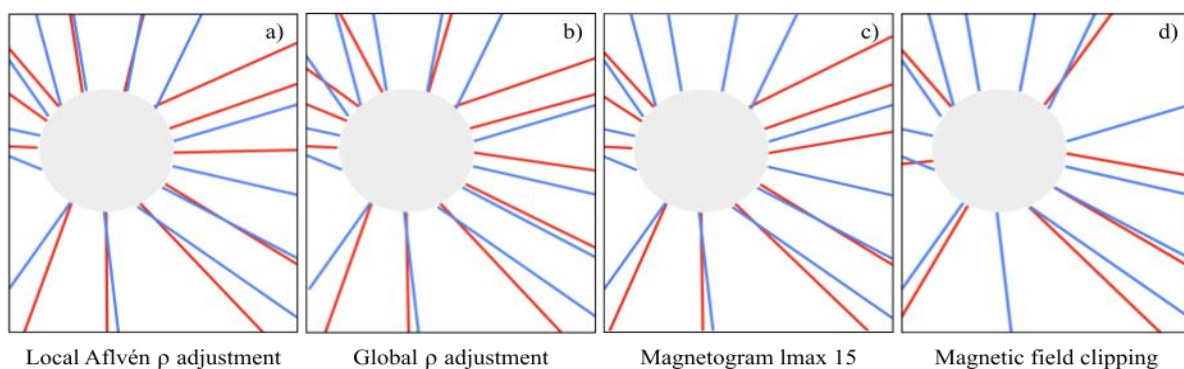 a) b) c) d)
Local Aflvén ρ adjustment Global ρ adjustment Magnetogram lmax 15 Magnetic field clipping